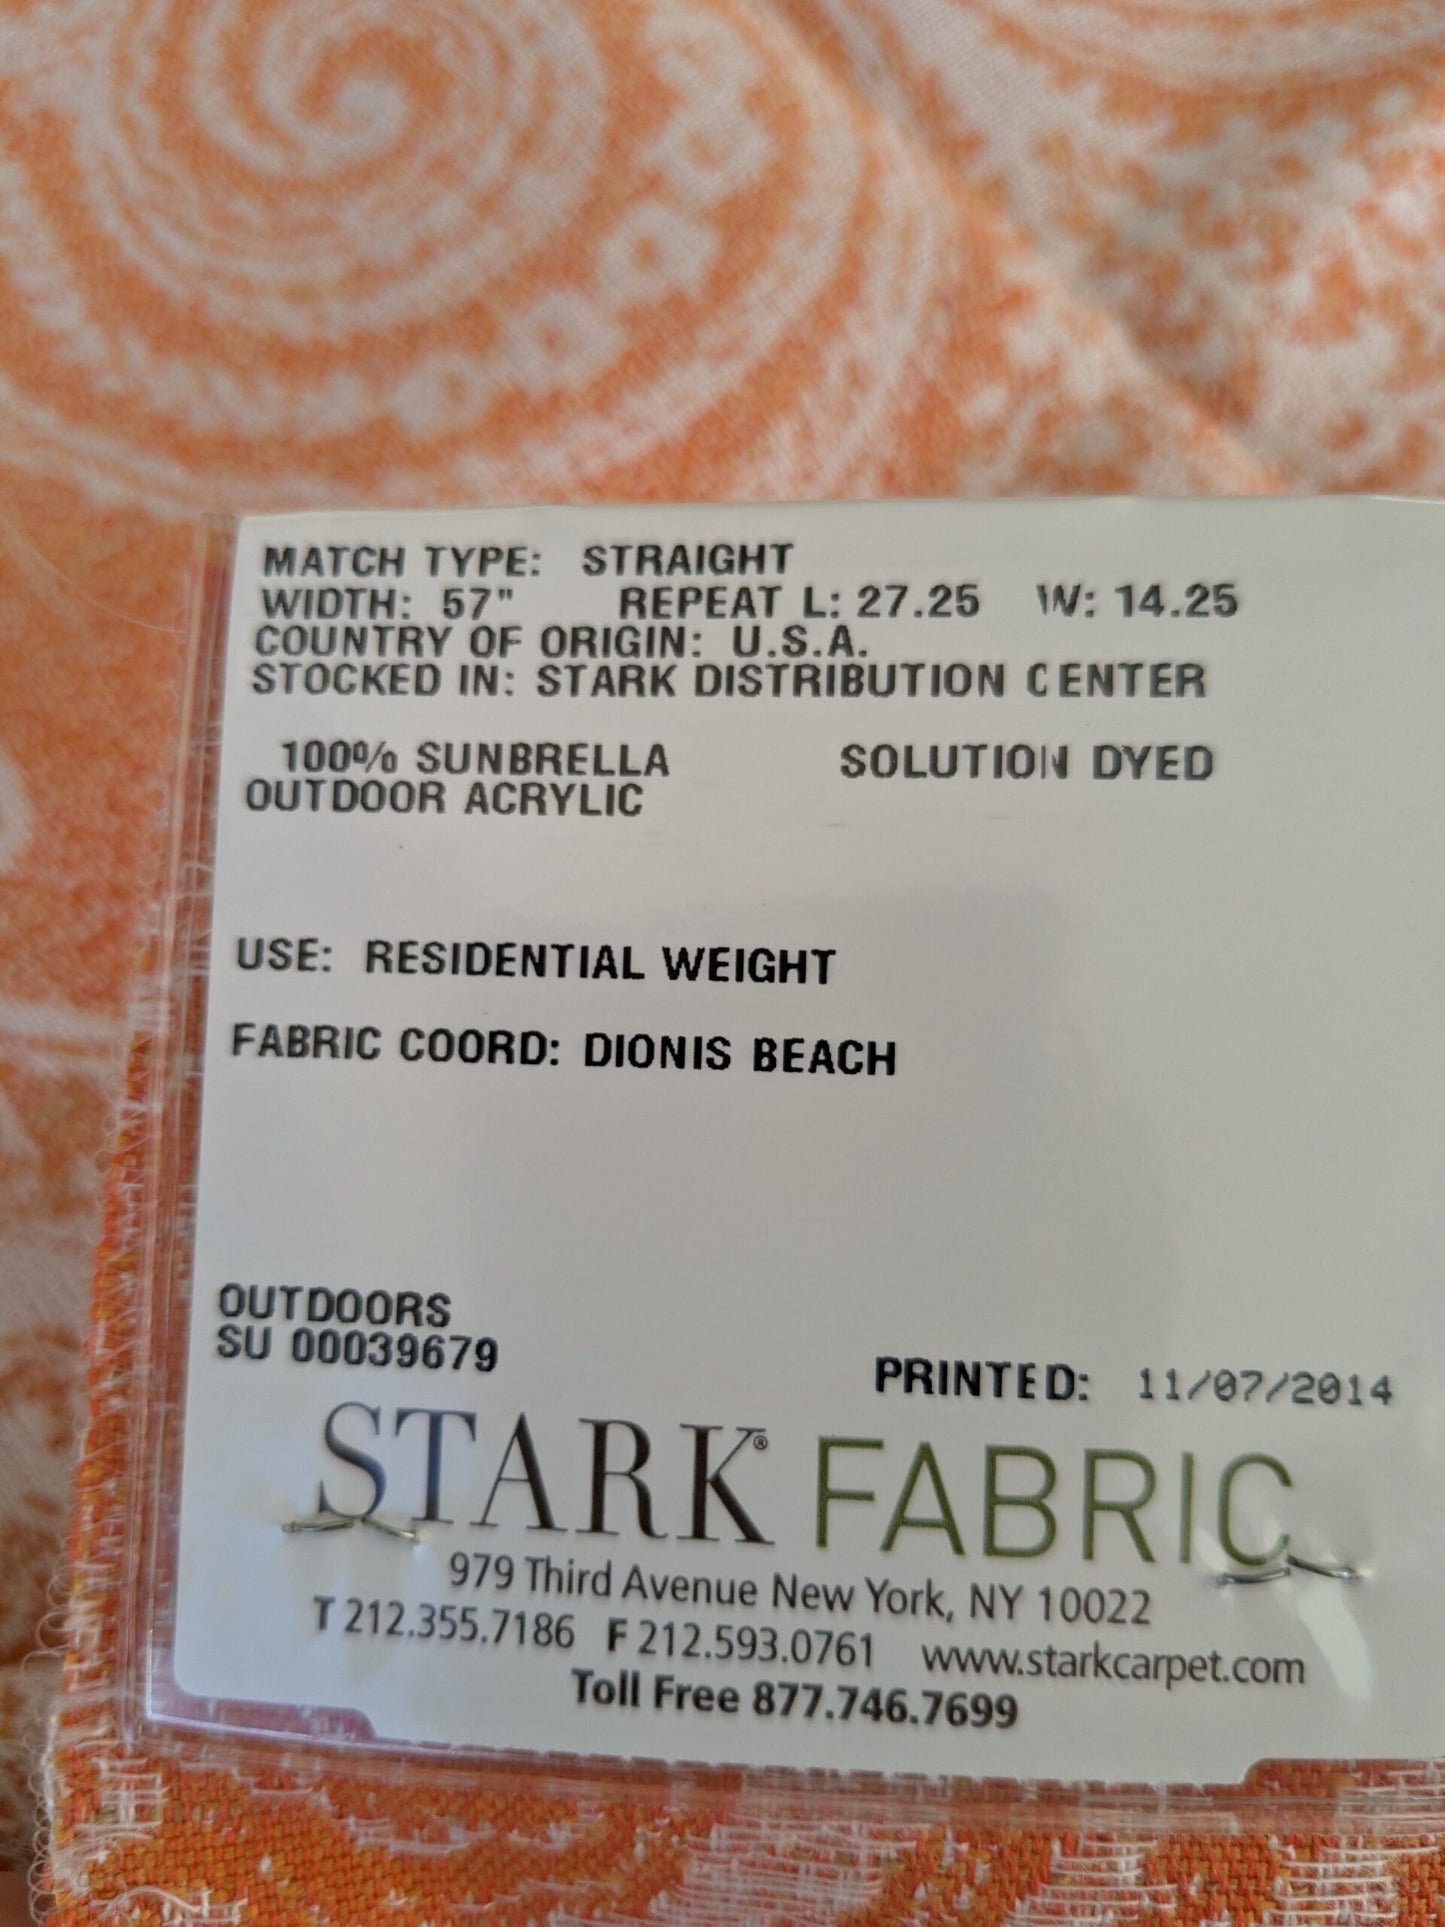 MATCH TYPE: STRAIGHT
WIDTH: 57" REPEAT L: 27.25 W: 14.25
COUNTRY OF ORIGIN: U.S.A.
STOCKED IN: STARK DISTRIBUTION CENTER
100% SUNBRELLA SOLUTION DYED
OUTDOOR ACRYLIC
USE: RESIDENTIAL WEIGHT
FABRIC COORD: DIONIS BEACH
OUTDOORS
SU 00039679
PRINTED: 11/07/2014
STARK® FABRIC
979 Third Avenue New York, NY 10022
T 212.355.7186 F 212.593.0761 www.starkcarpet.com
Toll Free 877.746.7699